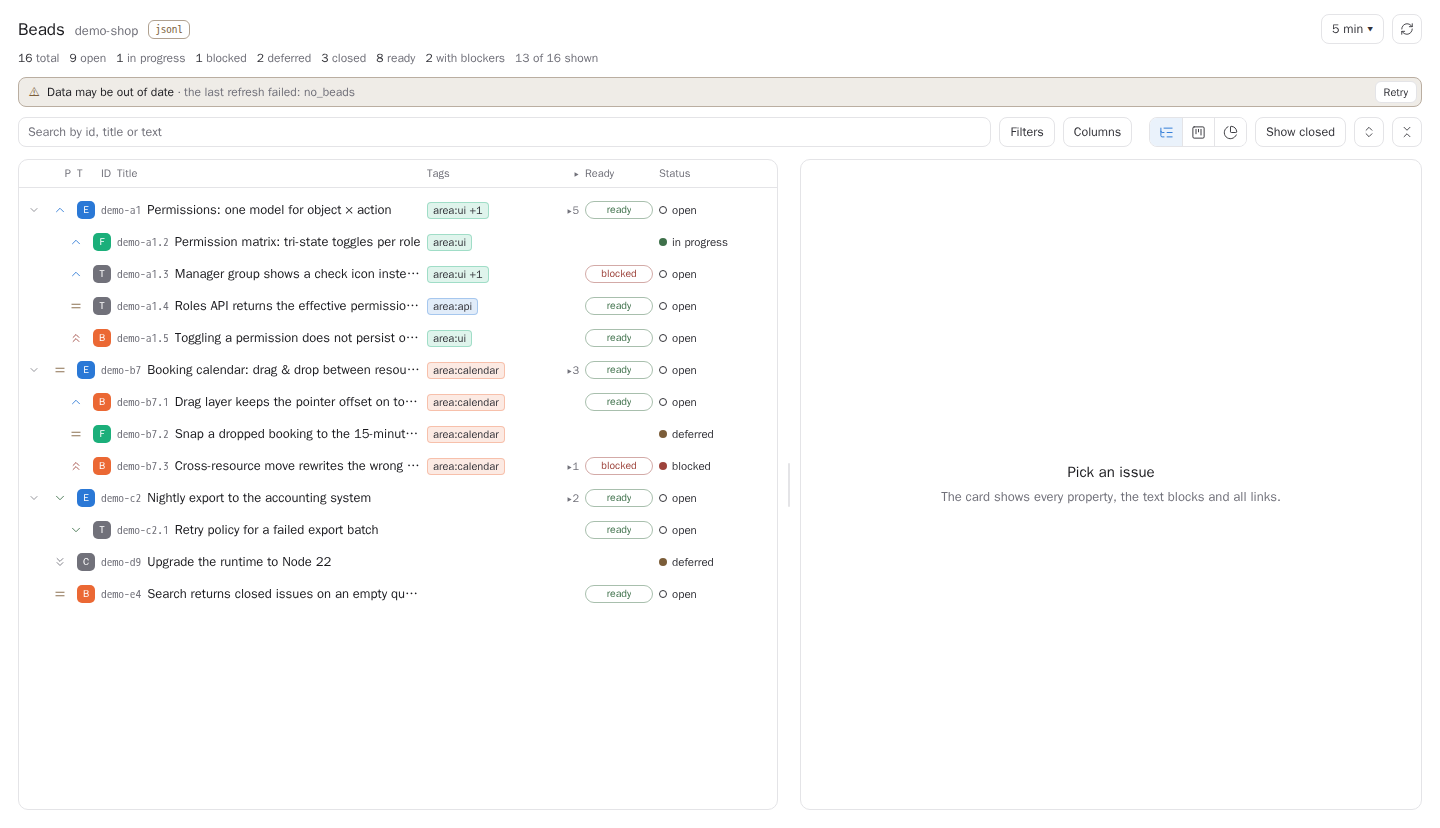 Beads demo-shop jsonl 5 min ▾
16 total 9 open 1 in progress 1 blocked 2 deferred 3 closed 8 ready 2 with blockers 13 of 16 shown
⚠ Data may be out of date · the last refresh failed: no_beads Retry
Search by id, title or text Filters Columns Show closed
P T ID Title Tags ▸ Ready Status
E demo-a1 Permissions: one model for object × action area:ui +1 ▸5 ready open
F demo-a1.2 Permission matrix: tri-state toggles per role area:ui in progress
T demo-a1.3 Manager group shows a check icon inste··· area:ui +1 blocked open
T demo-a1.4 Roles API returns the effective permissio··· area:api ready open
B demo-a1.5 Toggling a permission does not persist o··· area:ui ready open
E demo-b7 Booking calendar: drag & drop between resou··· area:calendar ▸3 ready open
B demo-b7.1 Drag layer keeps the pointer offset on to··· area:calendar ready open
F demo-b7.2 Snap a dropped booking to the 15-minut··· area:calendar deferred
B demo-b7.3 Cross-resource move rewrites the wrong ··· area:calendar ▸1 blocked blocked
E demo-c2 Nightly export to the accounting system ▸2 ready open
T demo-c2.1 Retry policy for a failed export batch ready open
C demo-d9 Upgrade the runtime to Node 22 deferred
B demo-e4 Search returns closed issues on an empty qu··· ready open
Pick an issue
The card shows every property, the text blocks and all links.